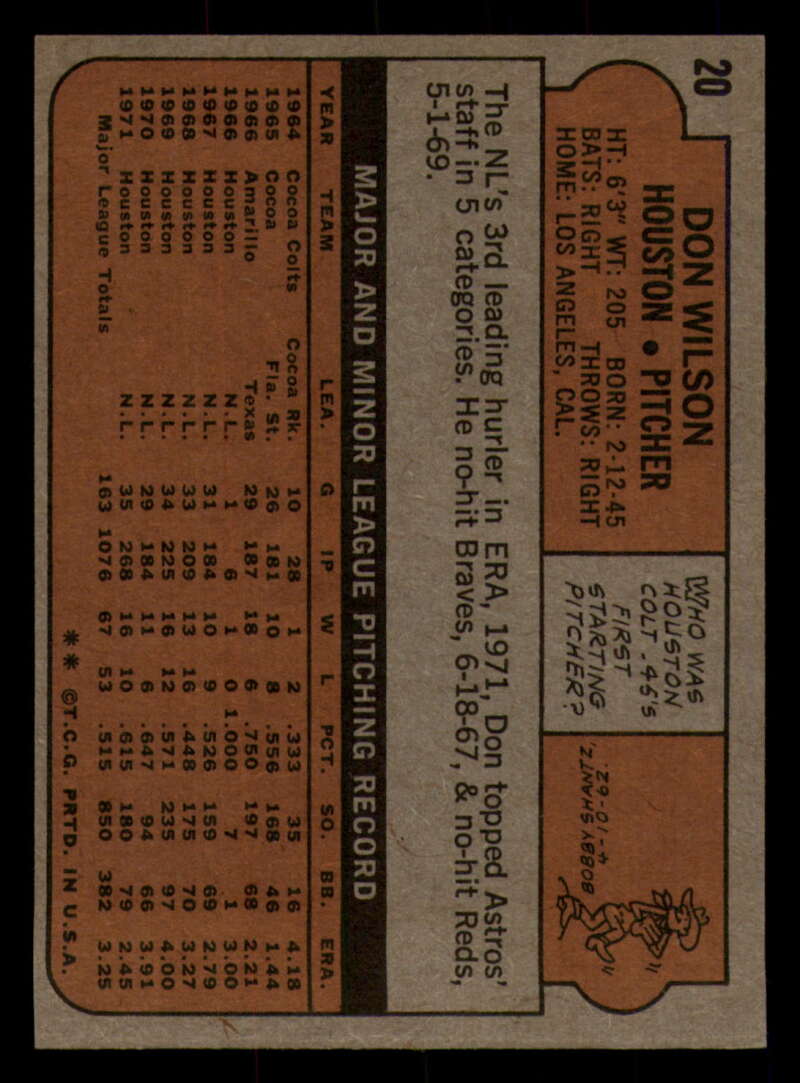 20
DON WILSON
HOUSTON • PITCHER
HT: 6'3" WT: 205 BORN: 2-12-45
BATS: RIGHT THROWS: RIGHT
HOME: LOS ANGELES, CAL.
WHO WAS
HOUSTON
COLT .45'S
FIRST
STARTING
PITCHER?
BOBBY SHANTZ,
4-10-62.
The NL's 3rd leading hurler in ERA, 1971, Don topped Astros'
staff in 5 categories. He no-hit Braves, 6-18-67, & no-hit Reds,
5-1-69.
MAJOR AND MINOR LEAGUE PITCHING RECORD
YEAR TEAM LEA. G IP W L PCT. SO. BB. ERA.
1964 Cocoa Colts Cocoa Rk. 10 28 1 2 .333 35 16 4.18
1965 Cocoa Fla. St. 26 181 10 8 .556 168 46 1.44
1966 Amarillo Texas 29 187 18 6 .750 197 68 2.21
1966 Houston N.L. 1 6 1 0 1.000 7 1 3.00
1967 Houston N.L. 31 184 10 9 .526 159 69 2.79
1968 Houston N.L. 33 209 13 16 .448 175 70 3.27
1969 Houston N.L. 34 225 16 12 .571 235 97 4.00
1970 Houston N.L. 29 184 11 6 .647 94 66 3.91
1971 Houston N.L. 35 268 16 10 .615 180 79 2.45
Major League Totals 163 1076 67 53 .515 850 382 3.25
** ©T.C.G. PRTD. IN U.S.A.